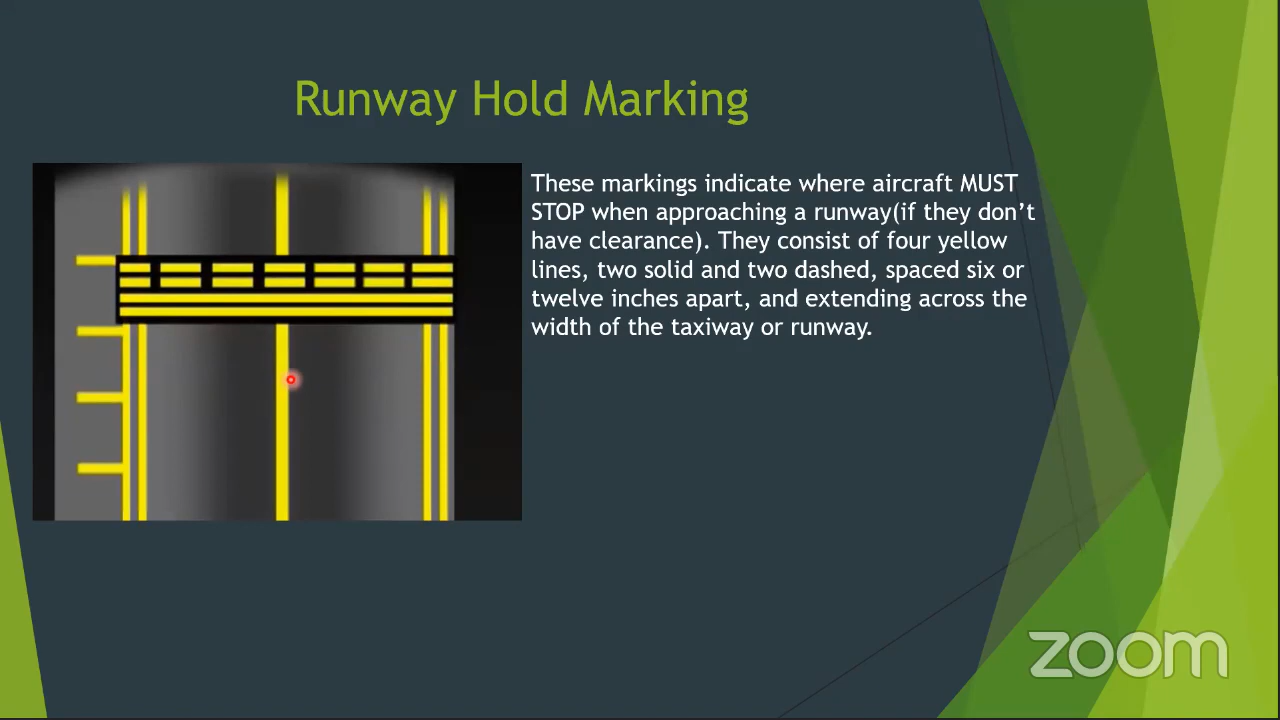 Runway Hold Marking
These markings indicate where aircraft MUST
STOP when approaching a runway(if they don’t
have clearance). They consist of four yellow
lines, two solid and two dashed, spaced six or
twelve inches apart, and extending across the
width of the taxiway or runway.
zoom